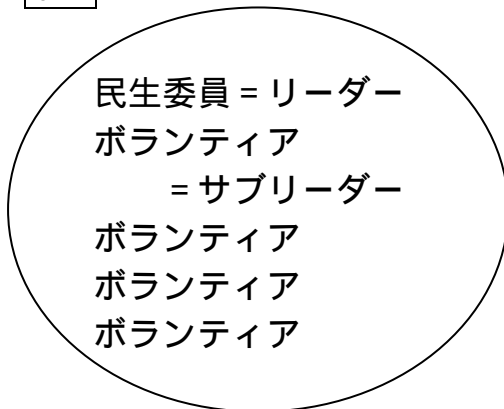 民生委員 = リーダー
ボランティア
= サブリーダー
ボランティア
ボランティア
ボランティア